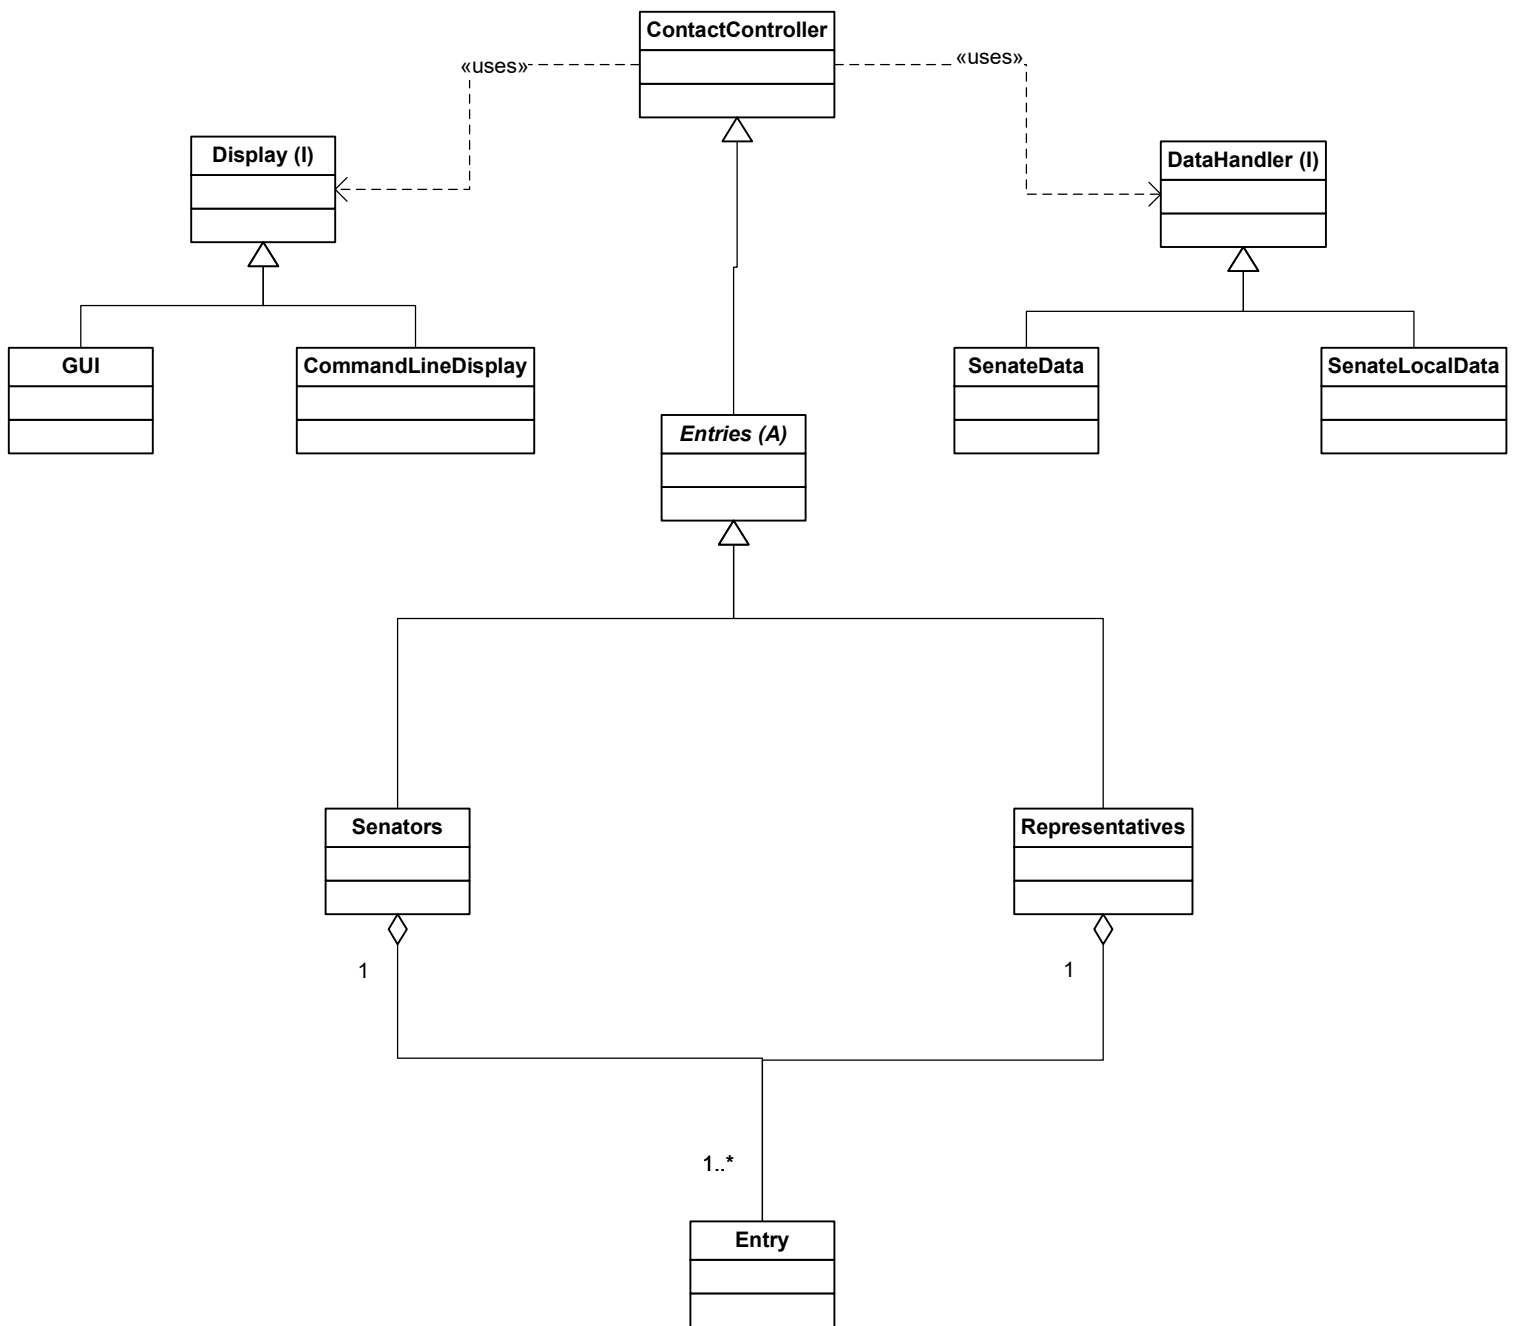 ContactController
«uses»
«uses»
Display (I)
DataHandler (I)
GUI
CommandLineDisplay
SenateData
SenateLocalData
Entries (A)
Senators
Representatives
1
1
1..*
Entry